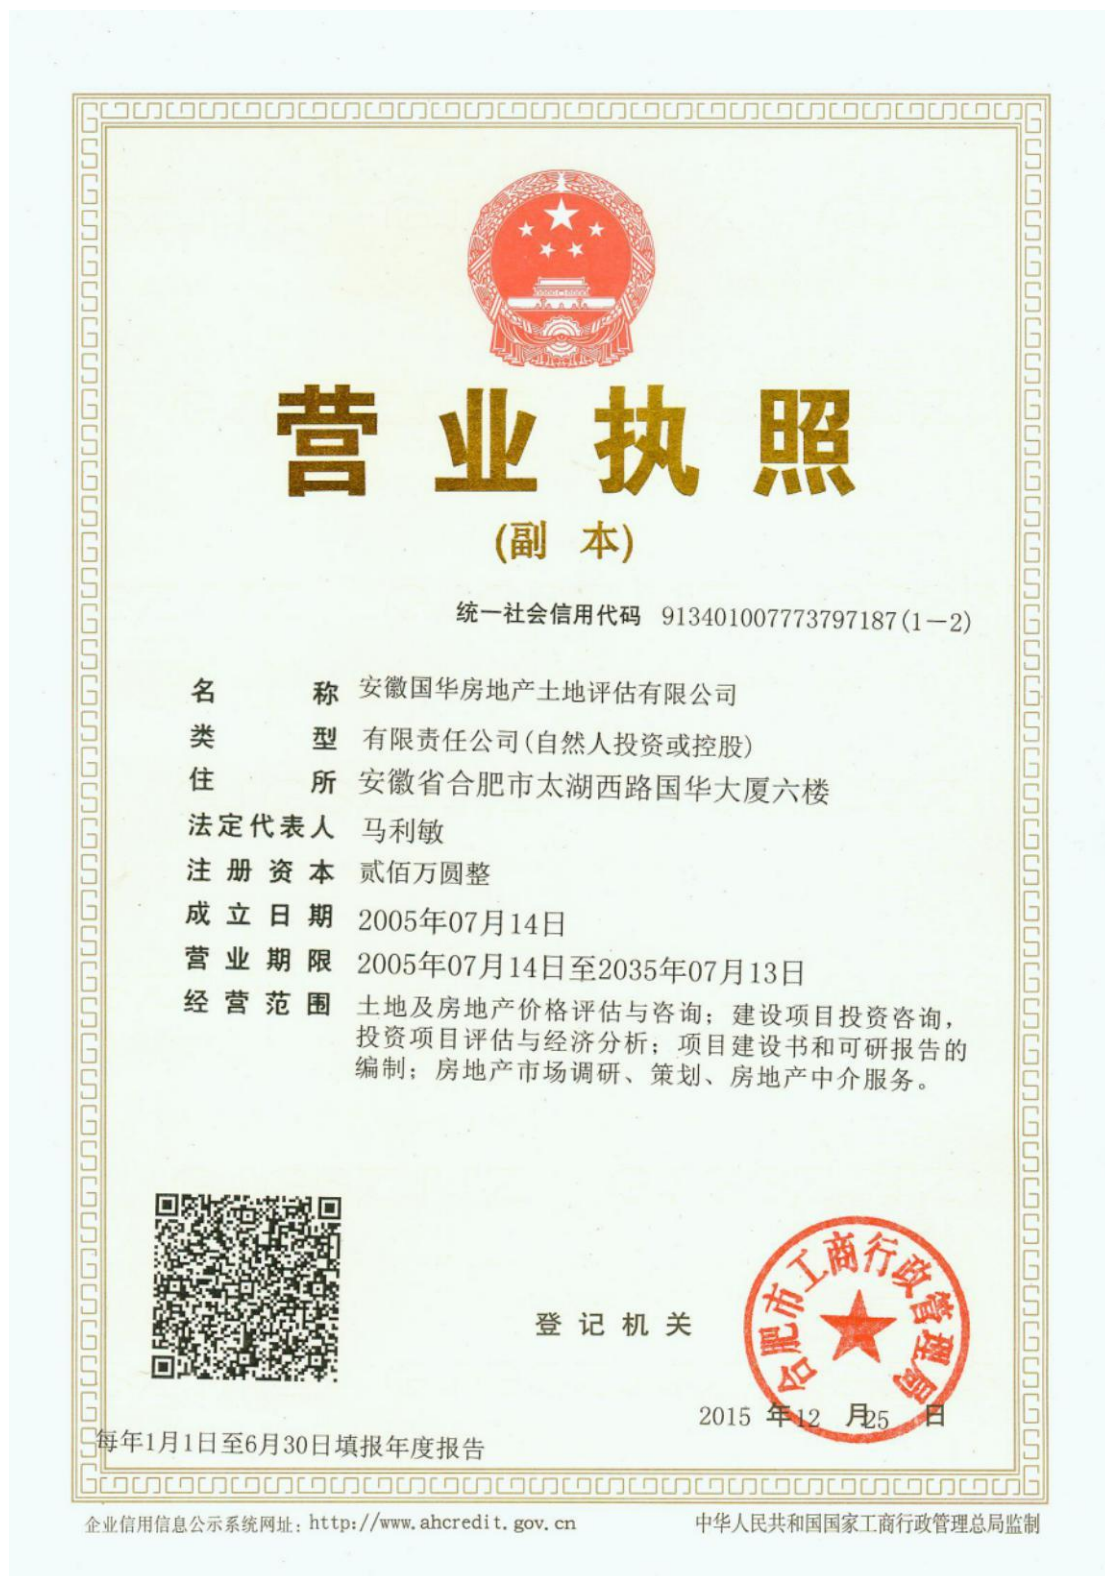 营业执照
(副 本)
统一社会信用代码 913401007773797187(1-2)
名称 安徽国华房地产土地评估有限公司
类型 有限责任公司(自然人投资或控股)
住所 安徽省合肥市太湖西路国华大厦六楼
法定代表人 马利敏
注册资本 贰佰万圆整
成立日期 2005年07月14日
营业期限 2005年07月14日至2035年07月13日
经营范围 土地及房地产价格评估与咨询；建设项目投资咨询，
投资项目评估与经济分析；项目建设书和可研报告的
编制；房地产市场调研、策划、房地产中介服务。
合肥市工商行政管理局
登记机关
2015 年12 月25 日
每年1月1日至6月30日填报年度报告
企业信用信息公示系统网址：http://www.ahcredit.gov.cn
中华人民共和国国家工商行政管理总局监制